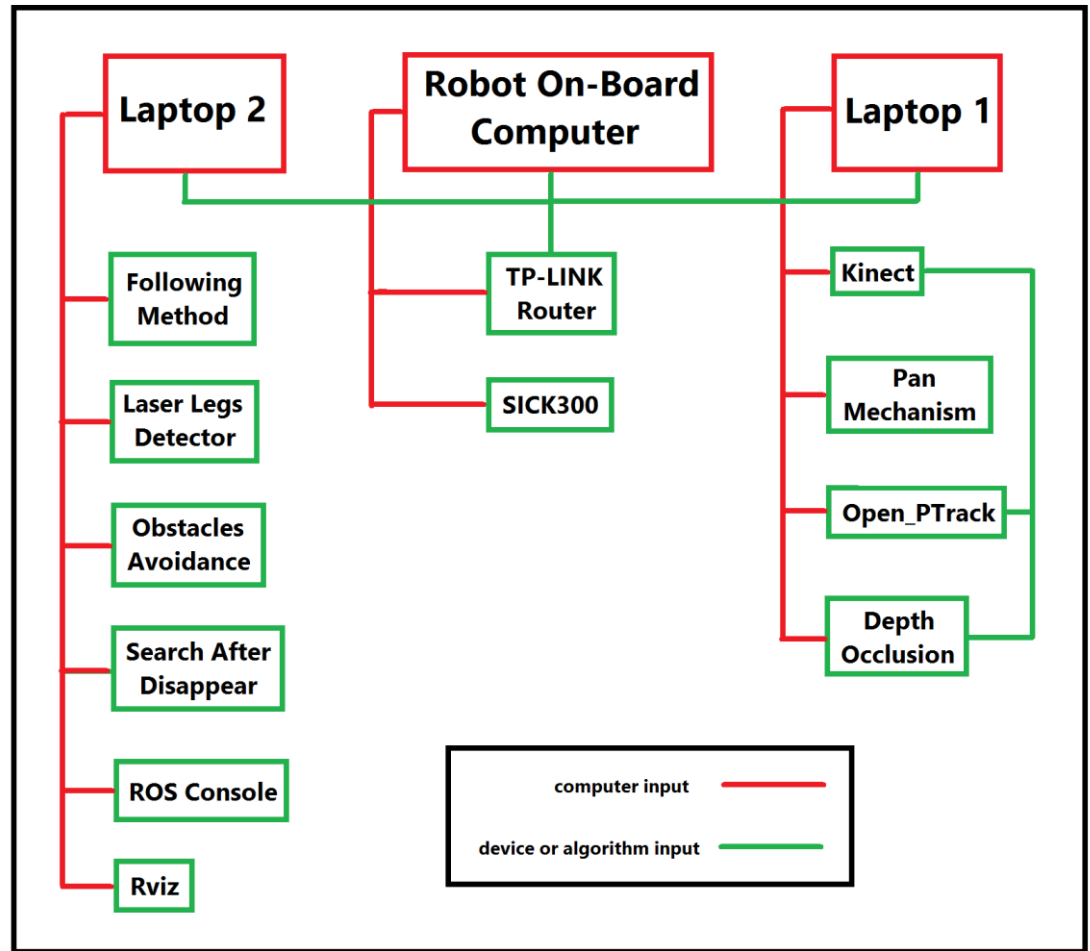 Laptop 2
Robot On-Board
Computer
Laptop 1
Following
Method
Laser Legs
Detector
Obstacles
Avoidance
Search After
Disappear
ROS Console
Rviz
TP-LINK
Router
SICK300
Kinect
Pan
Mechanism
Open_PTrack
Depth
Occlusion
computer input
device or algorithm input